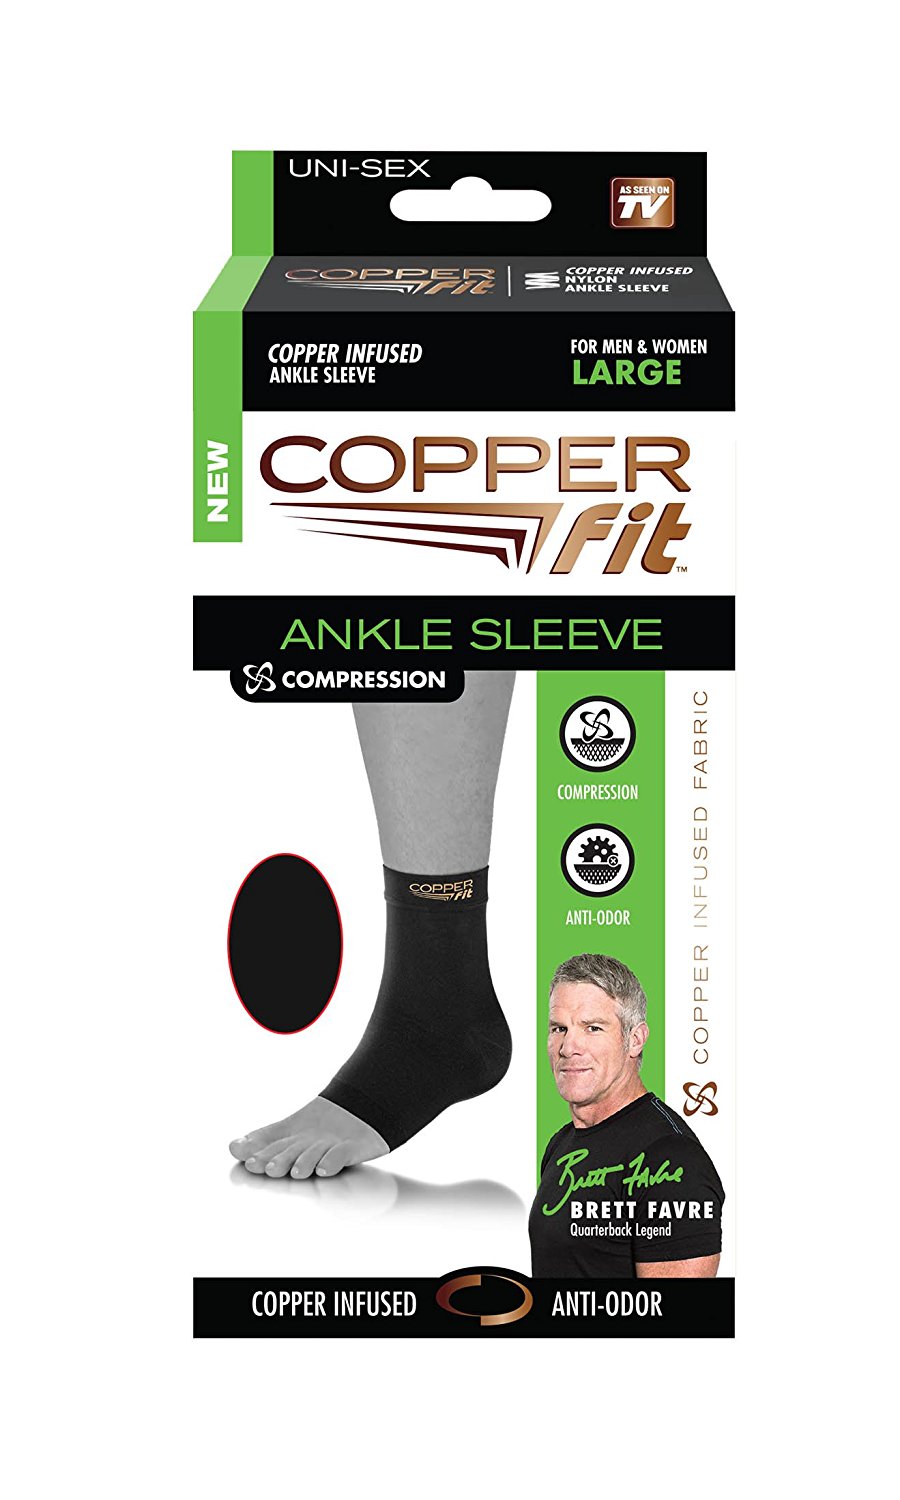 UNI-SEX
AS SEEN ON
TV
COPPER
fit
COPPER INFUSED
NYLON
ANKLE SLEEVE
COPPER INFUSED
ANKLE SLEEVE
FOR MEN & WOMEN
LARGE
NEW
COPPER
fit™
ANKLE SLEEVE
COMPRESSION
COMPRESSION
ANTI-ODOR
COPPER INFUSED FABRIC
COPPER
fit
Brett Favre
BRETT FAVRE
Quarterback Legend
COPPER INFUSED
ANTI-ODOR